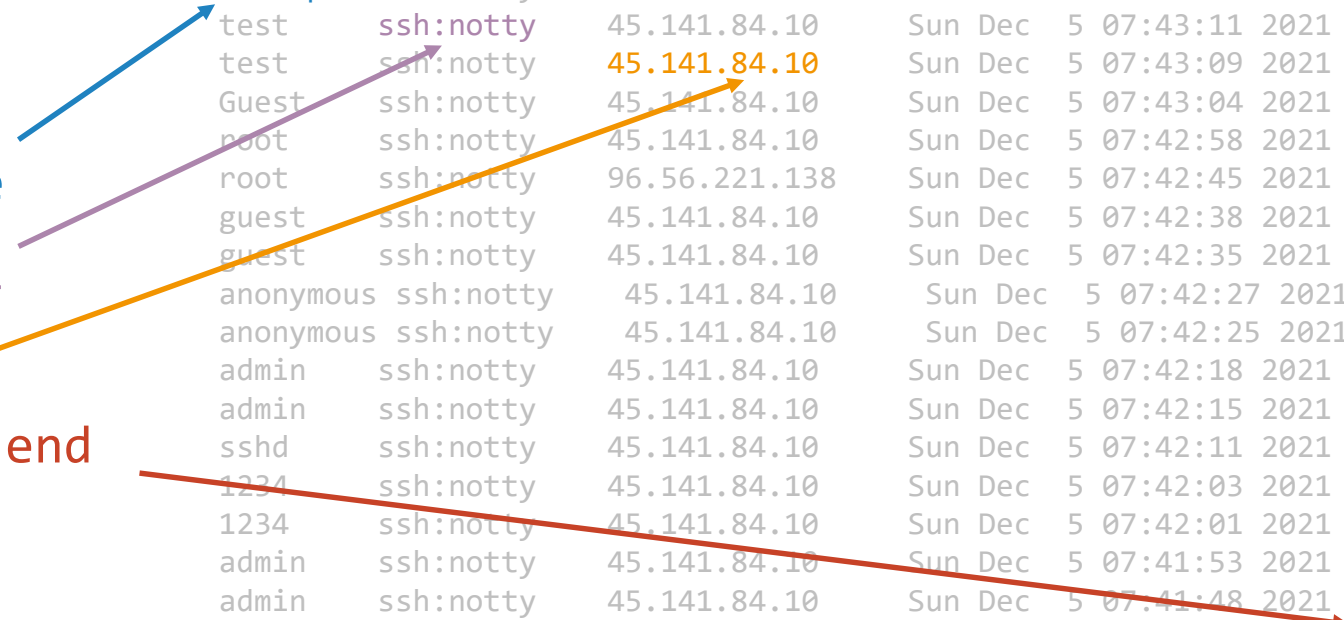 test ssh:notty 45.141.84.10 Sun Dec 5 07:43:11 2021
test ssh:notty 45.141.84.10 Sun Dec 5 07:43:09 2021
Guest ssh:notty 45.141.84.10 Sun Dec 5 07:43:04 2021
root ssh:notty 45.141.84.10 Sun Dec 5 07:42:58 2021
root ssh:notty 96.56.221.138 Sun Dec 5 07:42:45 2021
guest ssh:notty 45.141.84.10 Sun Dec 5 07:42:38 2021
guest ssh:notty 45.141.84.10 Sun Dec 5 07:42:35 2021
anonymous ssh:notty 45.141.84.10 Sun Dec 5 07:42:27 2021
anonymous ssh:notty 45.141.84.10 Sun Dec 5 07:42:25 2021
admin ssh:notty 45.141.84.10 Sun Dec 5 07:42:18 2021
admin ssh:notty 45.141.84.10 Sun Dec 5 07:42:15 2021
end
sshd ssh:notty 45.141.84.10 Sun Dec 5 07:42:11 2021
1234 ssh:notty 45.141.84.10 Sun Dec 5 07:42:03 2021
1234 ssh:notty 45.141.84.10 Sun Dec 5 07:42:01 2021
admin ssh:notty 45.141.84.10 Sun Dec 5 07:41:53 2021
admin ssh:notty 45.141.84.10 Sun Dec 5 07:41:48 2021